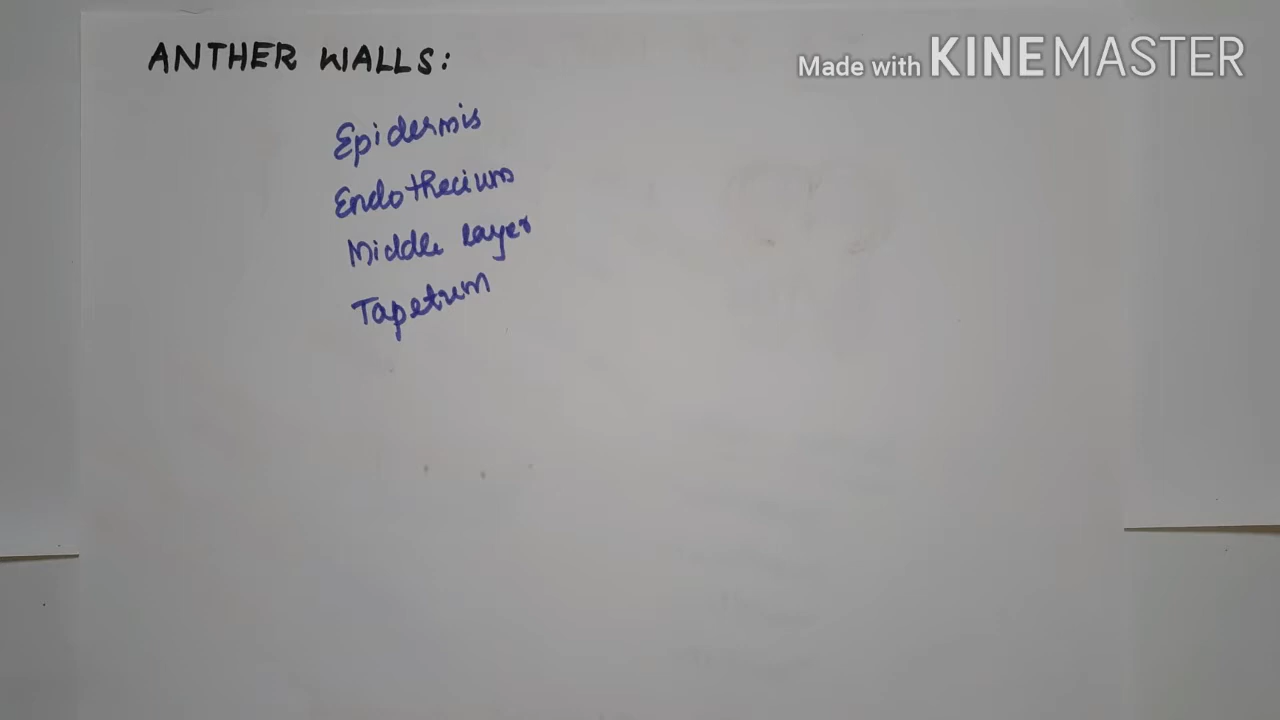 ANTHER WALLS:
Made with KINEMASTER
Epidermis
Endothecium
Middle layer
Tapetum